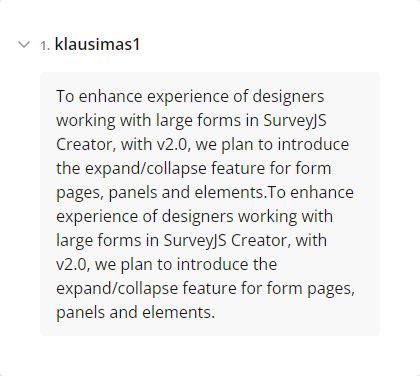 1. klausimas1
To enhance experience of designers
working with large forms in SurveyJS
Creator, with v2.0, we plan to introduce
the expand/collapse feature for form
pages, panels and elements.To enhance
experience of designers working with
large forms in SurveyJS Creator, with
v2.0, we plan to introduce the
expand/collapse feature for form pages,
panels and elements.